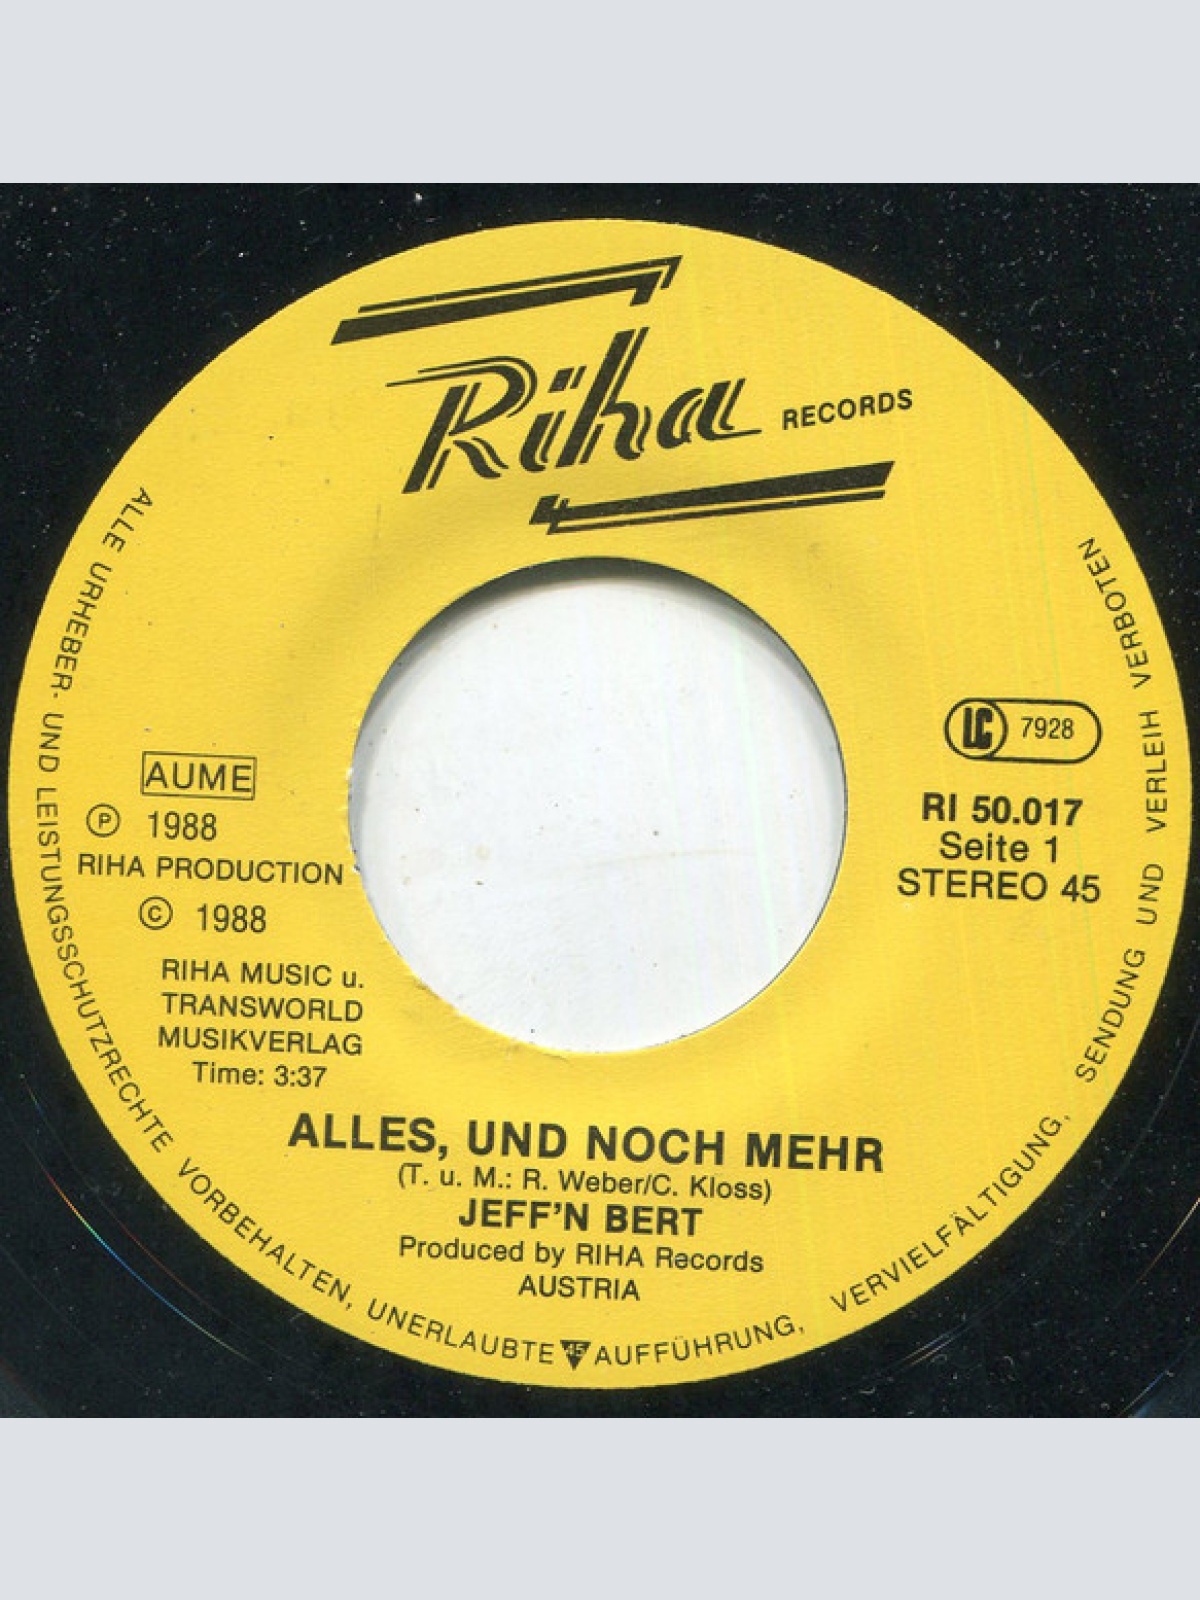 Riha RECORDS
LC 7928
RI 50.017
Seite 1
STEREO 45
AUME
Ⓟ 1988
RIHA PRODUCTION
© 1988
RIHA MUSIC u.
TRANSWORLD
MUSIKVERLAG
Time: 3:37
ALLES, UND NOCH MEHR
(T. u. M.: R. Weber/C. Kloss)
JEFF'N BERT
Produced by RIHA Records
AUSTRIA
ALLE URHEBER- UND LEISTUNGSSCHUTZRECHTE VORBEHALTEN, UNERLAUBTE 45 AUFFÜHRUNG, VERVIELFÄLTIGUNG, SENDUNG UND VERLEIH VERBOTEN